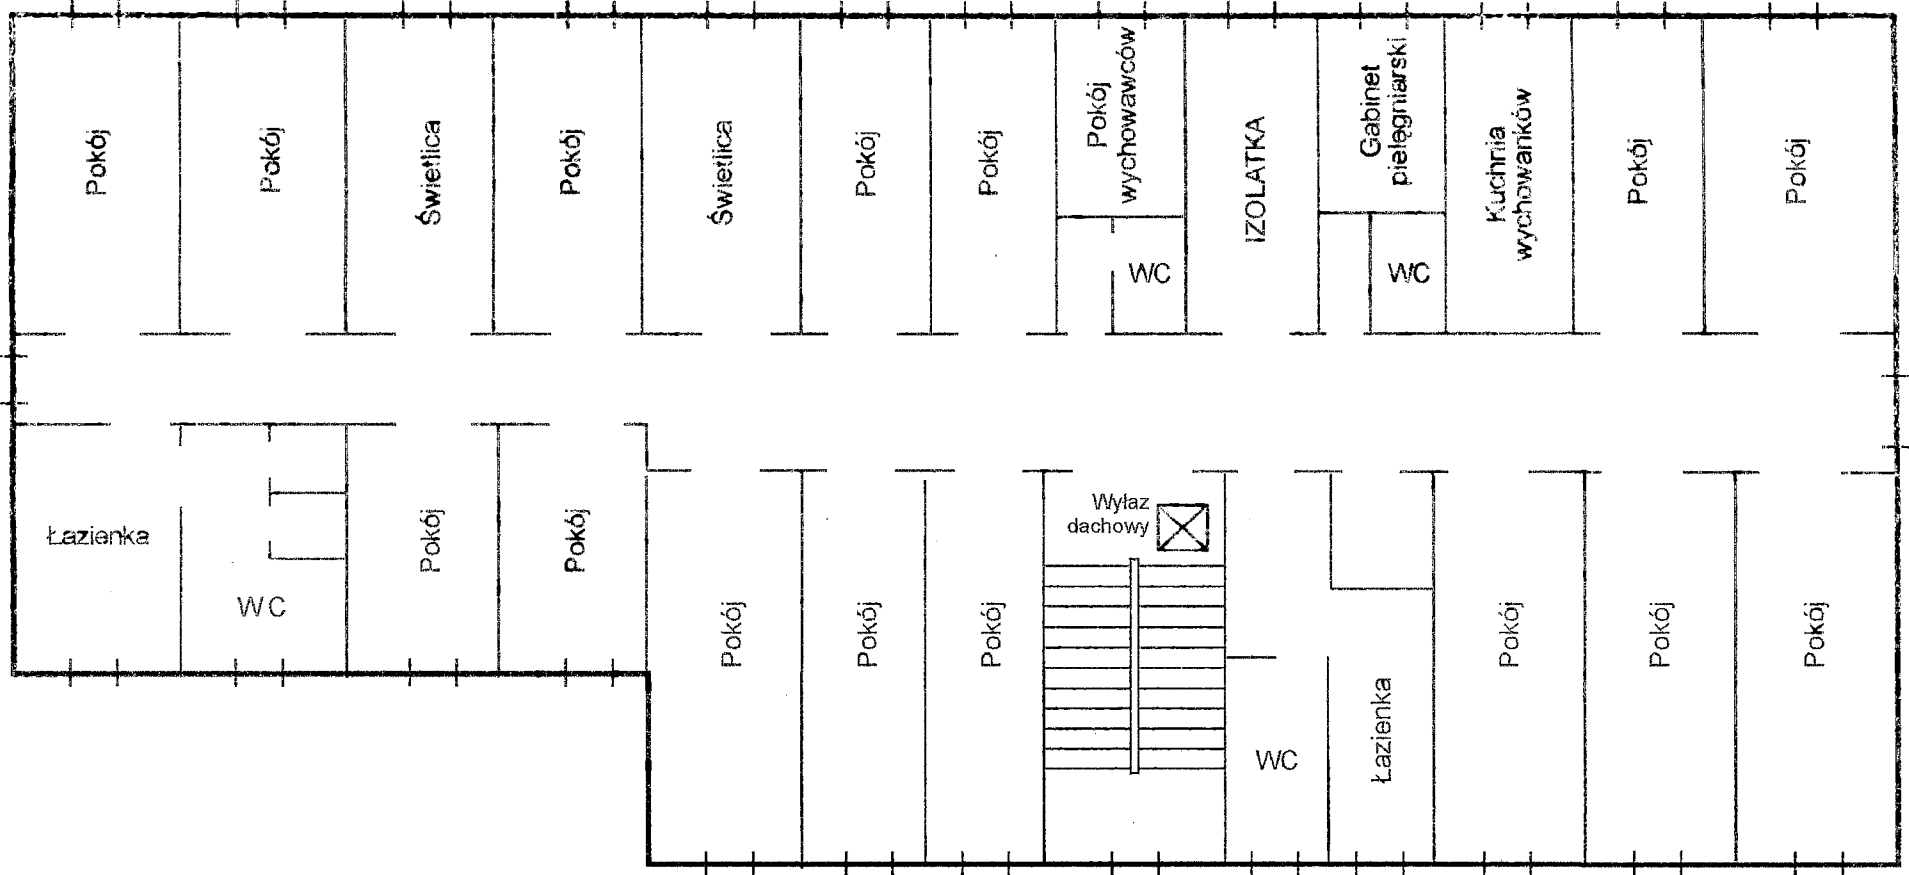 Pokój
Pokój
Świetlica
Pokój
Świetlica
Pokój
Pokój
Pokój
wychowawców
WC
IZOLATKA
Gabinet
pielęgniarski
WC
Kuchnia
wychowanków
Pokój
Pokój
Łazienka
WC
Pokój
Pokój
Pokój
Pokój
Pokój
Wyłaz
dachowy
WC
Łazienka
Pokój
Pokój
Pokój